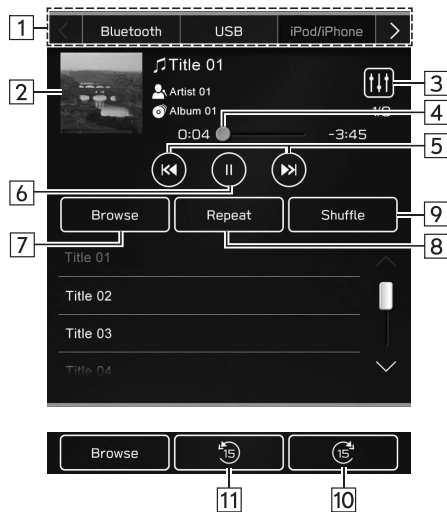 1
Bluetooth USB iPod/iPhone
2
Title 01
Artist 01
Album 01
3
4
0:04 -3:45
5
6
Browse Repeat Shuffle
9
7
8
Title 01
Title 02
Title 03
Title 04
Browse 15 15
11 10